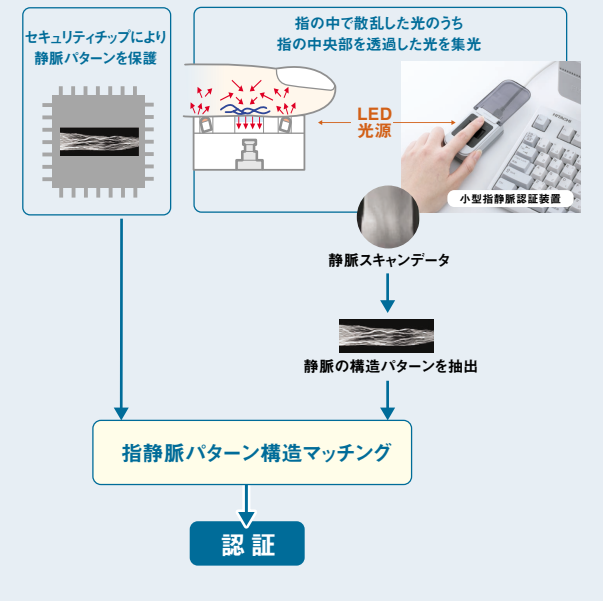 セキュリティチップにより
静脈パターンを保護
指の中で散乱した光のうち
指の中央部を透過した光を集光
LED
光源
HITACHI
小型指静脈認証装置
静脈スキャンデータ
静脈の構造パターンを抽出
指静脈パターン構造マッチング
認証